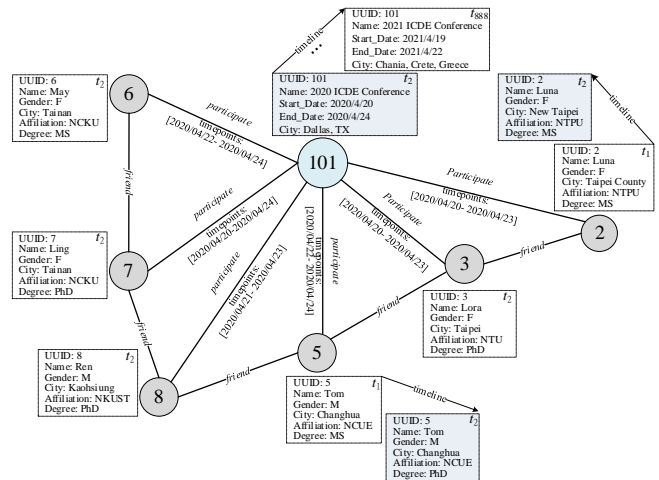 UUID: 101 t888
Name: 2021 ICDE Conference
Start_Date: 2021/4/19
End_Date: 2021/4/22
City: Chania, Crete, Greece
timeline
...
UUID: 101 t2
Name: 2020 ICDE Conference
Start_Date: 2020/4/20
End_Date: 2020/4/24
City: Dallas, TX
UUID: 6 t2
Name: May
Gender: F
City: Tainan
Affiliation: NCKU
Degree: MS
6
participate
timepoints:
[2020/04/22- 2020/04/24]
UUID: 2 t2
Name: Luna
Gender: F
City: New Taipei
Affiliation: NTPU
Degree: MS
timeline
UUID: 2 t1
Name: Luna
Gender: F
City: Taipei County
Affiliation: NTPU
Degree: MS
101
Participate
timepoints:
[2020/04/20- 2020/04/23]
2
friend
participate
timepoints:
[2020/04/20-2020/04/24]
Participate
timepoints:
[2020/04/20- 2020/04/23]
participate
timepoints:
[2020/04/22- 2020/04/24]
participate
timepoints:
[2020/04/21- 2020/04/23]
UUID: 7 t2
Name: Ling
Gender: F
City: Tainan
Affiliation: NCKU
Degree: PhD
7
3
friend
UUID: 3 t2
Name: Lora
Gender: F
City: Taipei
Affiliation: NTU
Degree: PhD
friend
friend
5
UUID: 8 t2
Name: Ren
Gender: M
City: Kaohsiung
Affiliation: NKUST
Degree: PhD
8
friend
UUID: 5 t1
Name: Tom
Gender: M
City: Changhua
Affiliation: NCUE
Degree: MS
timeline
UUID: 5 t2
Name: Tom
Gender: M
City: Changhua
Affiliation: NCUE
Degree: PhD